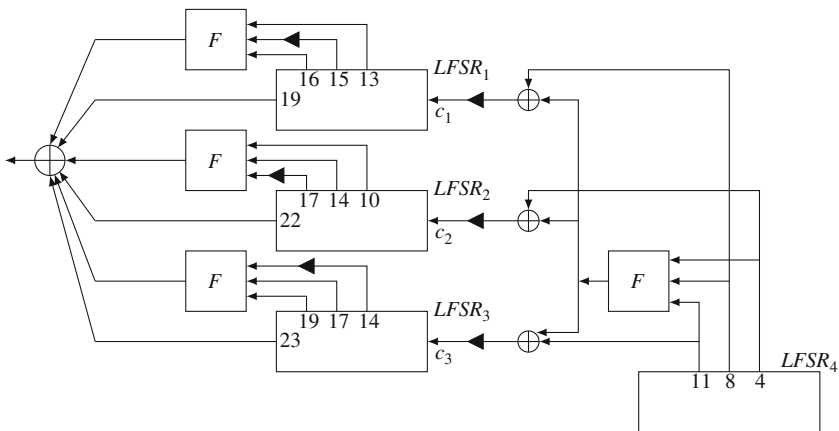 F
16 15 13
LFSR1
19
c1
F
17 14 10
LFSR2
22
c2
F
F
19 17 14
LFSR3
23
c3
11 8 4
LFSR4